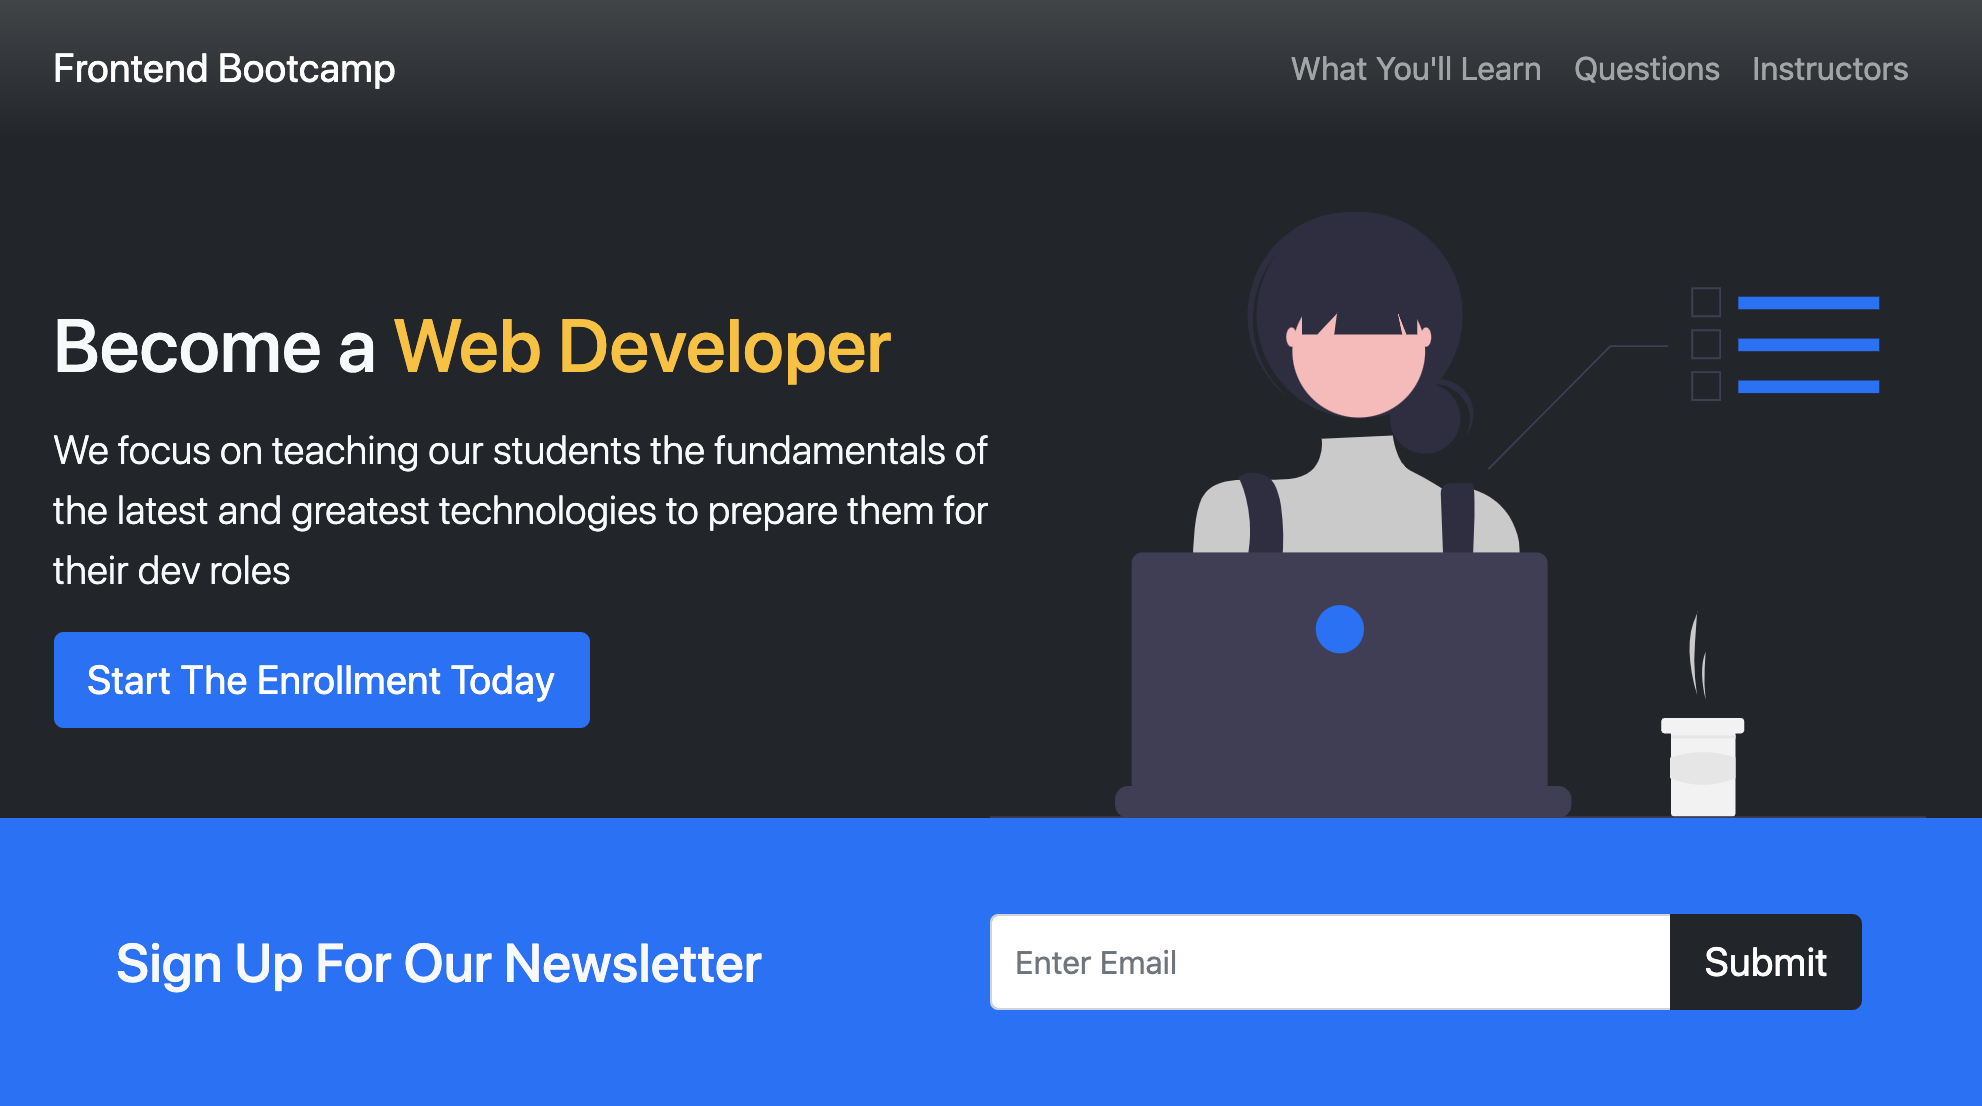 Frontend Bootcamp
What You'll Learn Questions Instructors
Become a Web Developer
We focus on teaching our students the fundamentals of
the latest and greatest technologies to prepare them for
their dev roles
Start The Enrollment Today
Sign Up For Our Newsletter
Enter Email
Submit